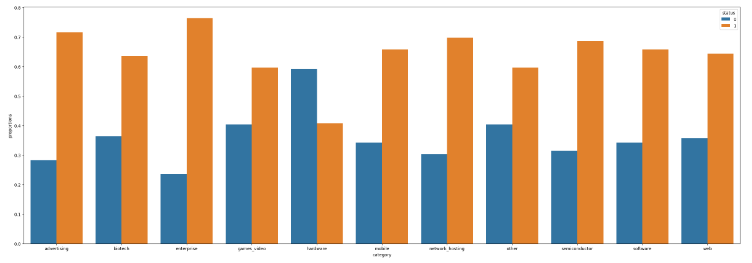 status
0
1
0.8
0.7
0.6
0.5
0.4
0.3
0.2
0.1
0.0
proportions
advertising
biotech
enterprise
games_video
hardware
mobile
network_hosting
other
semiconductor
software
web
category